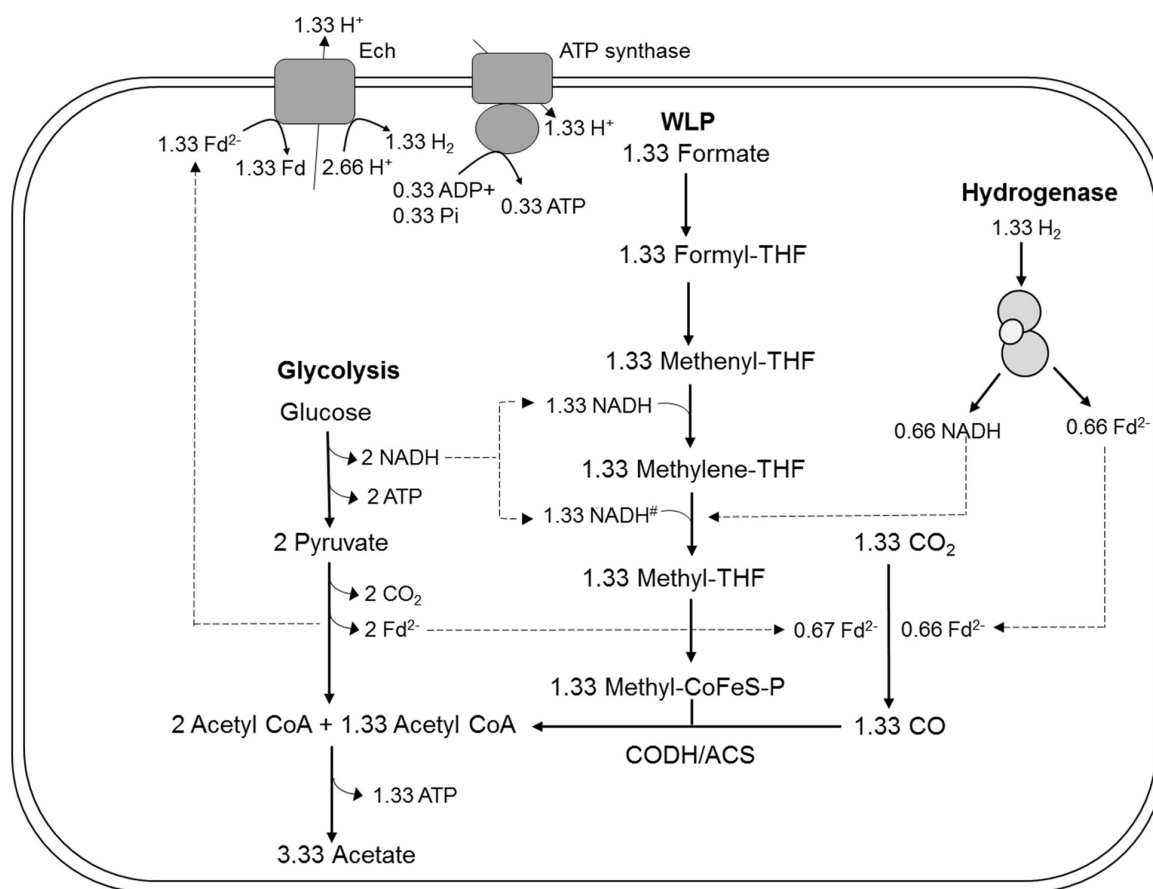 1.33 H⁺
Ech
ATP synthase
1.33 Fd²⁻
1.33 Fd
2.66 H⁺
1.33 H₂
1.33 H⁺
0.33 ADP+
0.33 Pi
0.33 ATP
WLP
1.33 Formate
1.33 Formyl-THF
1.33 Methenyl-THF
1.33 NADH
1.33 Methylene-THF
1.33 NADH#
1.33 Methyl-THF
1.33 Methyl-CoFeS-P
Hydrogenase
1.33 H₂
0.66 NADH
0.66 Fd²⁻
1.33 CO₂
0.67 Fd²⁻
0.66 Fd²⁻
1.33 CO
CODH/ACS
Glycolysis
Glucose
2 NADH
2 ATP
2 Pyruvate
2 CO₂
2 Fd²⁻
2 Acetyl CoA + 1.33 Acetyl CoA
1.33 ATP
3.33 Acetate